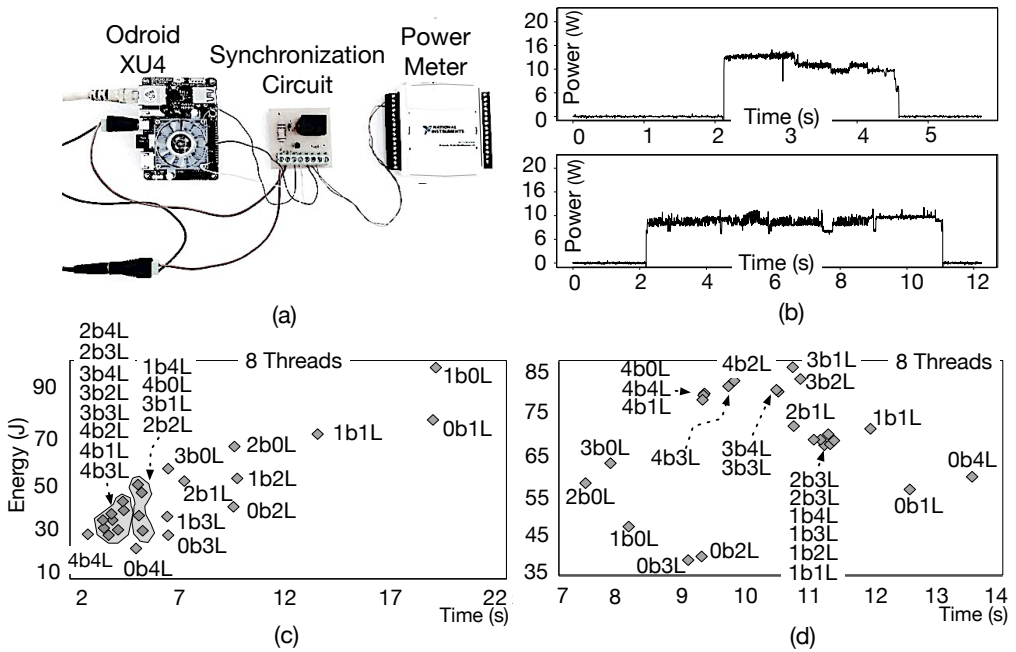 (a)
Odroid
XU4
Synchronization
Circuit
Power
Meter
NATIONAL
INSTRUMENTS
(b)
Power (W)
20
16
10
6
0
0
1
2
3
4
5
Time (s)
Power (W)
20
16
10
6
0
0
2
4
6
8
10
12
Time (s)
(c)
8 Threads
Energy (J)
90
70
50
30
10
2
7
12
17
22
Time (s)
2b4L
2b3L
3b4L
3b2L
3b3L
4b2L
4b1L
4b3L
1b4L
4b0L
3b1L
2b2L
1b0L
0b1L
1b1L
2b0L
3b0L
1b2L
2b1L
0b2L
1b3L
0b3L
4b4L
0b4L
(d)
8 Threads
85
75
65
55
45
35
7
8
9
10
11
12
13
14
Time (s)
4b0L
4b4L
4b1L
4b2L
3b1L
3b2L
4b3L
3b4L
3b3L
2b1L
1b1L
3b0L
2b0L
1b0L
0b3L
0b2L
2b3L
2b3L
1b4L
1b3L
1b2L
1b1L
0b1L
0b4L